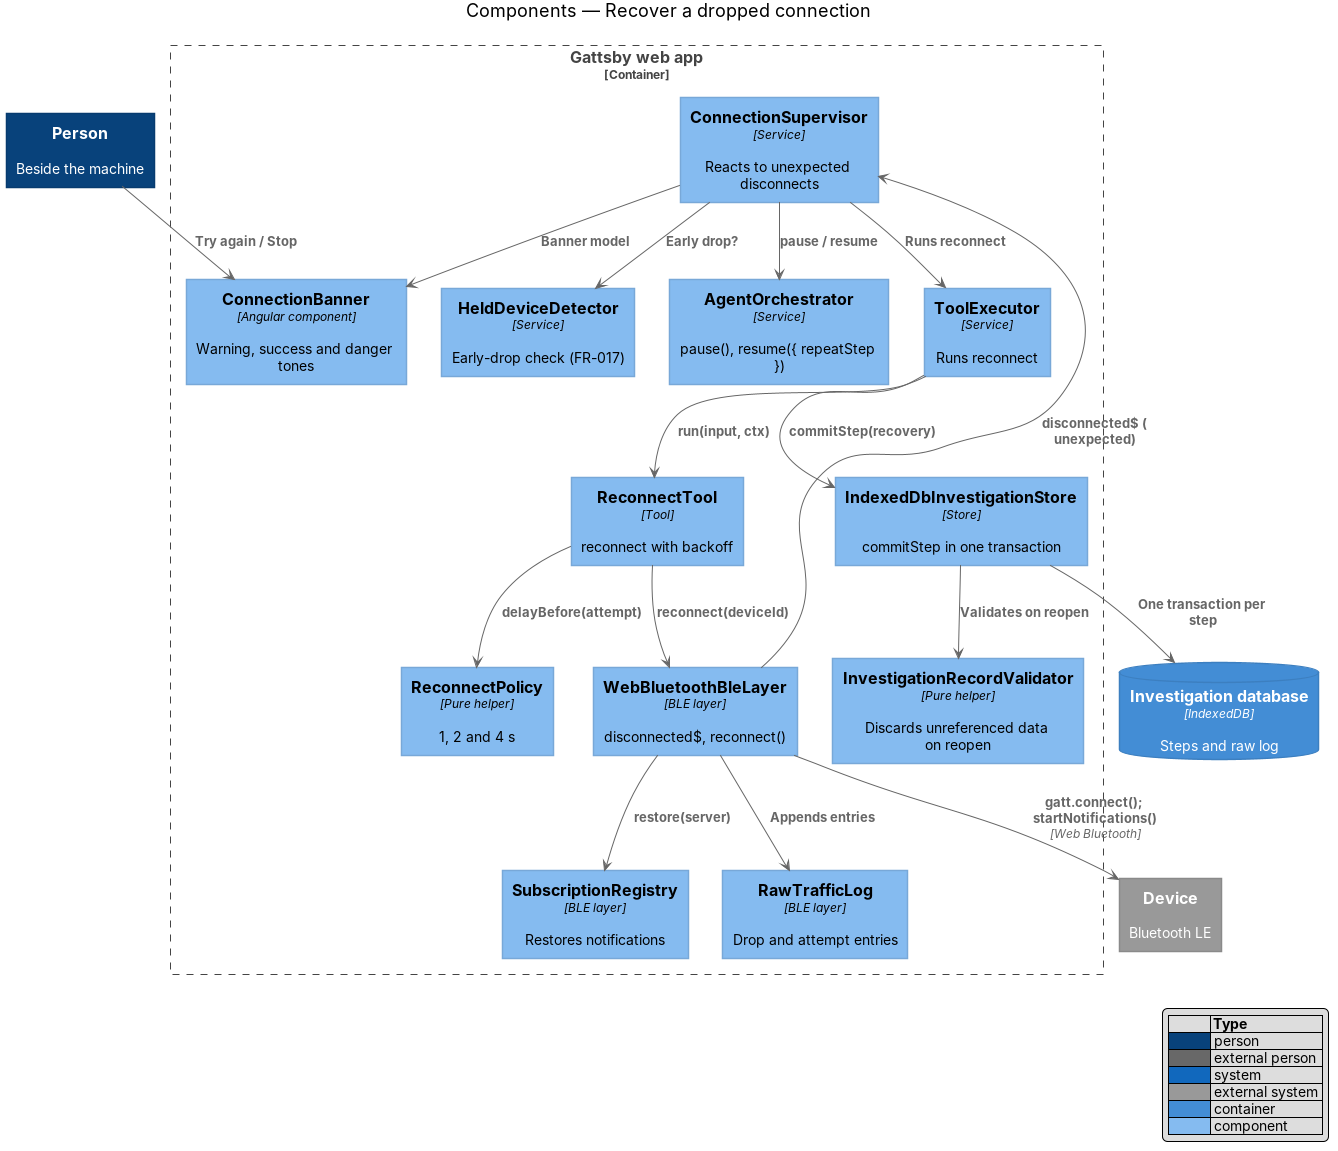 Components — Recover a dropped connection
Gattsby web app
[Container]
Person
Beside the machine
ConnectionSupervisor
[Service]
Reacts to unexpected
disconnects
Try again / Stop
Banner model
Early drop?
pause / resume
Runs reconnect
ConnectionBanner
[Angular component]
Warning, success and danger
tones
HeldDeviceDetector
[Service]
Early-drop check (FR-017)
AgentOrchestrator
[Service]
pause(), resume({ repeatStep
})
ToolExecutor
[Service]
Runs reconnect
run(input, ctx)
commitStep(recovery)
disconnected$ (
unexpected)
ReconnectTool
[Tool]
reconnect with backoff
IndexedDbInvestigationStore
[Store]
commitStep in one transaction
delayBefore(attempt)
reconnect(deviceId)
Validates on reopen
One transaction per
step
ReconnectPolicy
[Pure helper]
1, 2 and 4 s
WebBluetoothBleLayer
[BLE layer]
disconnected$, reconnect()
InvestigationRecordValidator
[Pure helper]
Discards unreferenced data
on reopen
Investigation database
[IndexedDB]
Steps and raw log
restore(server)
Appends entries
gatt.connect();
startNotifications()
[Web Bluetooth]
SubscriptionRegistry
[BLE layer]
Restores notifications
RawTrafficLog
[BLE layer]
Drop and attempt entries
Device
Bluetooth LE
Type
person
external person
system
external system
container
component